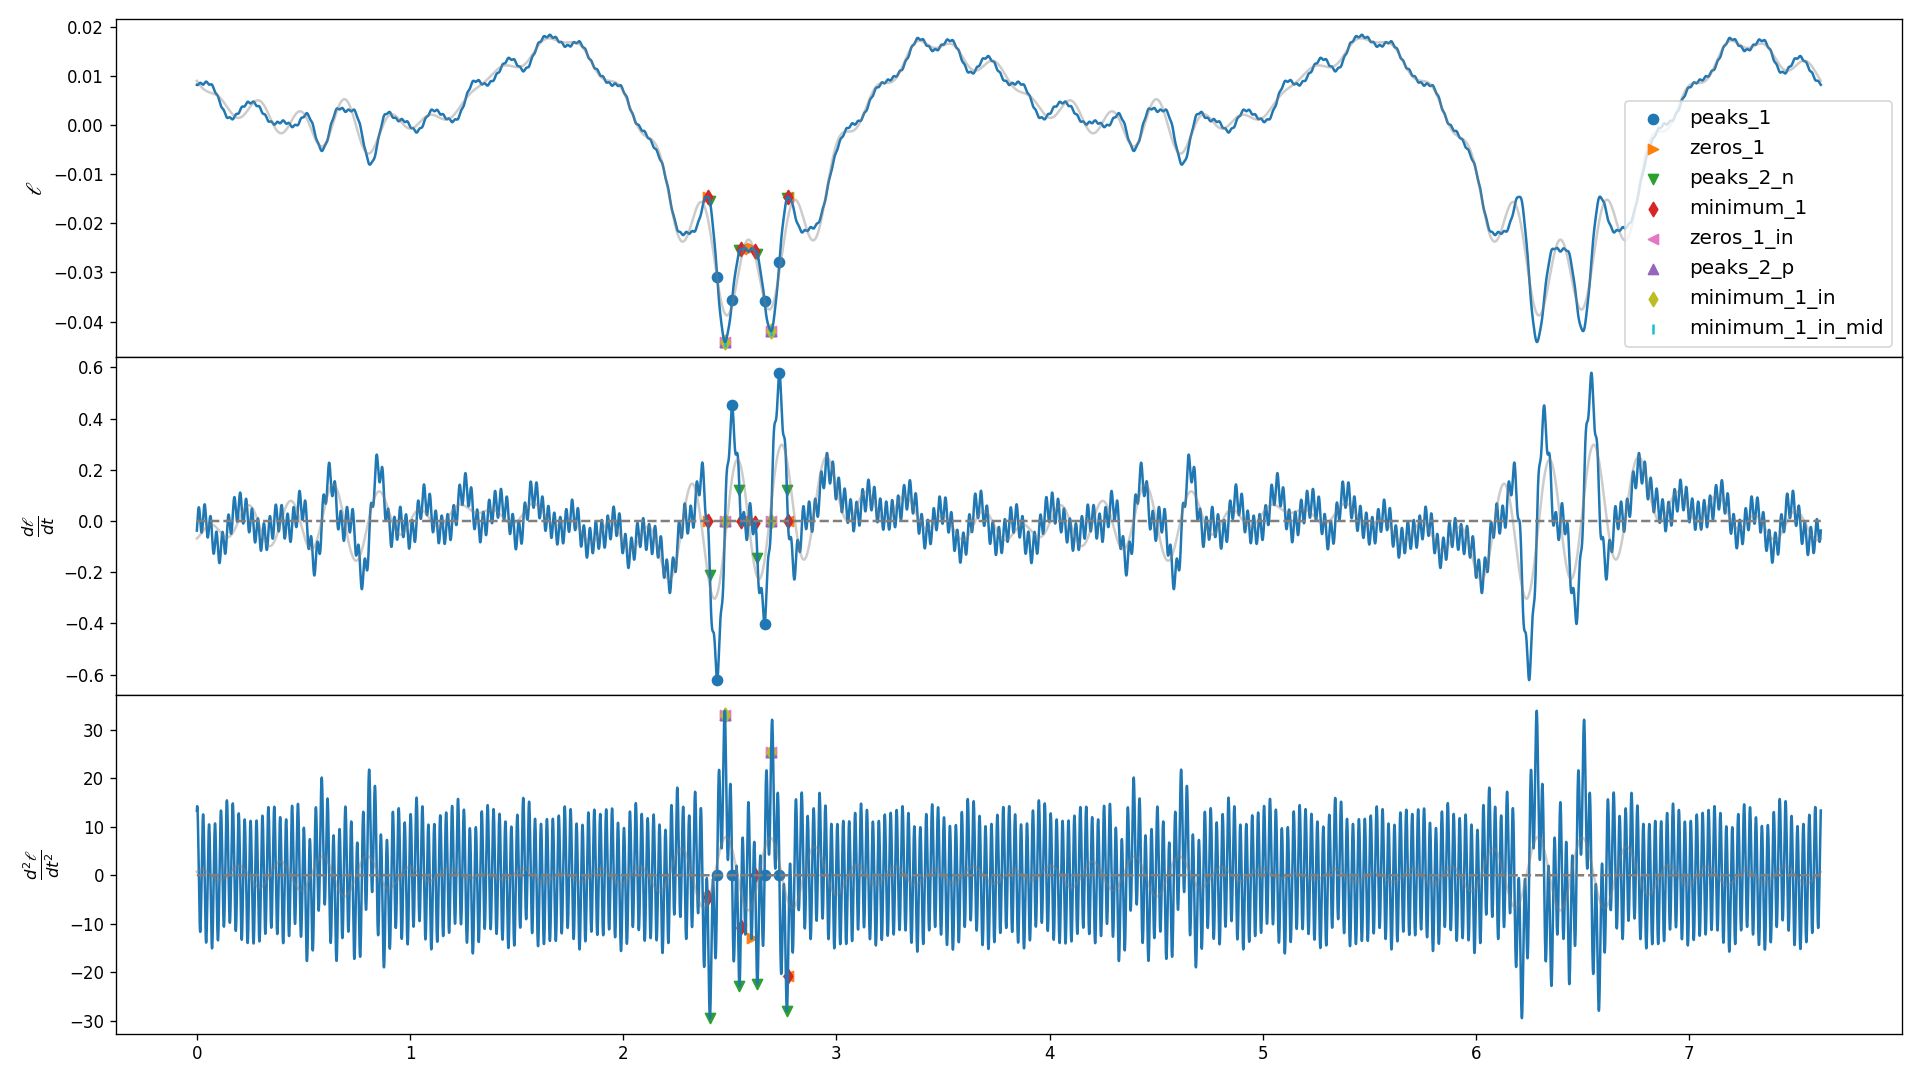 0.02
0.01
0.00
−0.01
−0.02
−0.03
−0.04
ℓ
peaks_1
zeros_1
peaks_2_n
minimum_1
zeros_1_in
peaks_2_p
minimum_1_in
minimum_1_in_mid
0.6
0.4
0.2
0.0
−0.2
−0.4
−0.6
dℓ
dt
30
20
10
0
−10
−20
−30
d²ℓ
dt²
0 1 2 3 4 5 6 7